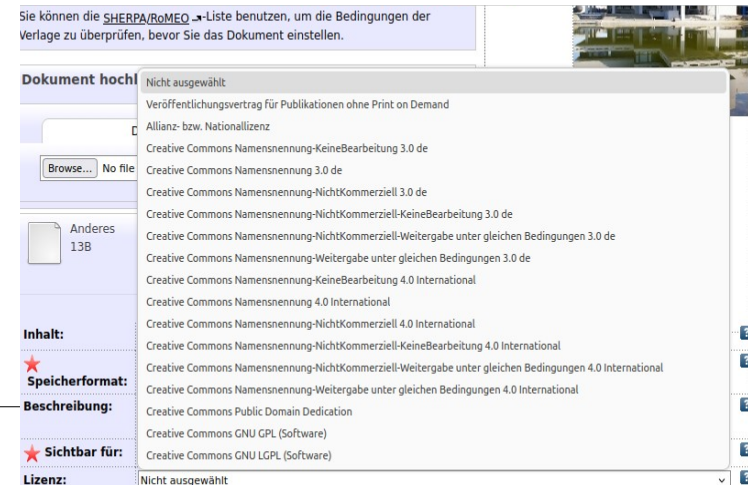 Sie können die SHERPA/RoMEO -Liste benutzen, um die Bedingungen der
Verlage zu überprüfen, bevor Sie das Dokument einstellen.
Dokument hochl
Nicht ausgewählt
Veröffentlichungsvertrag für Publikationen ohne Print on Demand
Allianz- bzw. Nationallizenz
Creative Commons Namensnennung-KeineBearbeitung 3.0 de
Browse... No file
Creative Commons Namensnennung 3.0 de
Creative Commons Namensnennung-NichtKommerziell 3.0 de
Creative Commons Namensnennung-NichtKommerziell-KeineBearbeitung 3.0 de
Anderes
13B
Creative Commons Namensnennung-NichtKommerziell-Weitergabe unter gleichen Bedingungen 3.0 de
Creative Commons Namensnennung-Weitergabe unter gleichen Bedingungen 3.0 de
Creative Commons Namensnennung-KeineBearbeitung 4.0 International
Creative Commons Namensnennung 4.0 International
Creative Commons Namensnennung-NichtKommerziell 4.0 International
Inhalt:
Creative Commons Namensnennung-NichtKommerziell-KeineBearbeitung 4.0 International
Creative Commons Namensnennung-NichtKommerziell-Weitergabe unter gleichen Bedingungen 4.0 International
Speicherformat:
Creative Commons Namensnennung-Weitergabe unter gleichen Bedingungen 4.0 International
Beschreibung:
Creative Commons Public Domain Dedication
Creative Commons GNU GPL (Software)
Sichtbar für:
Creative Commons GNU LGPL (Software)
Lizenz:
Nicht ausgewählt